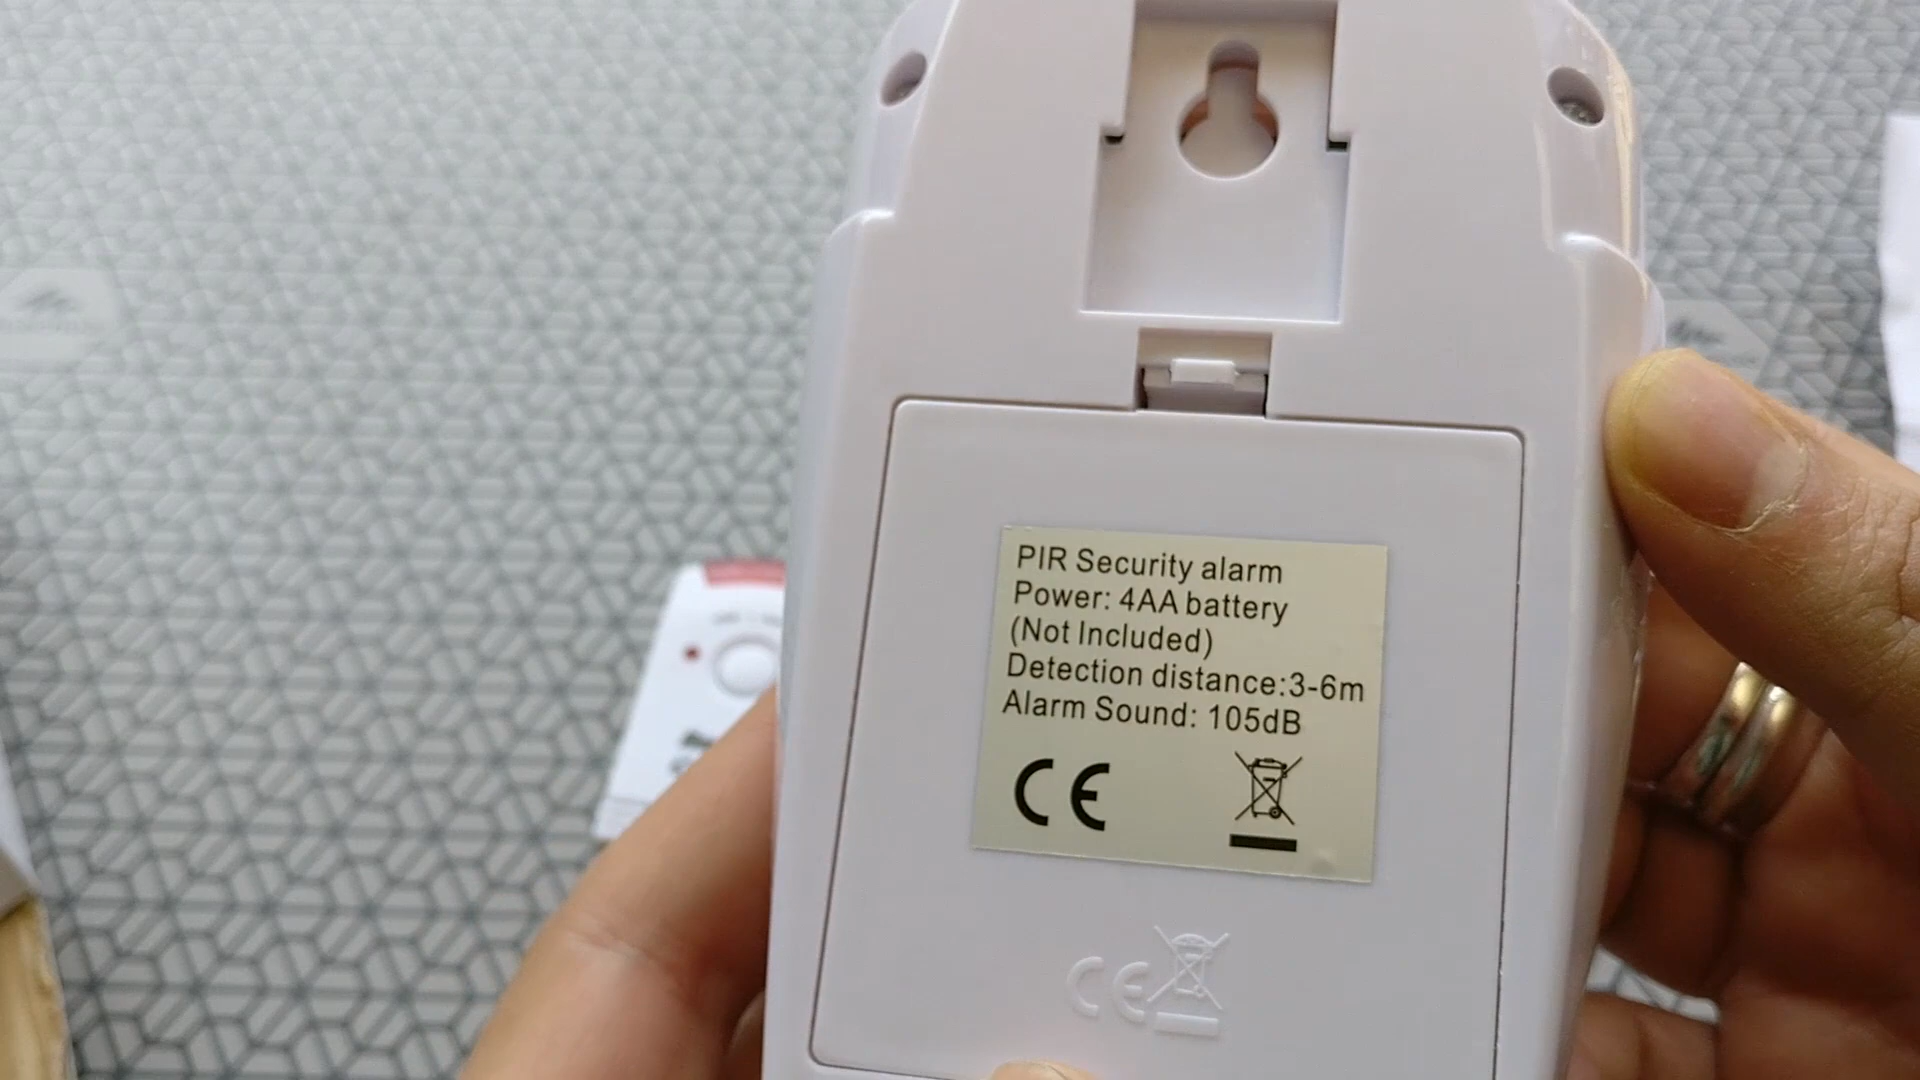 PIR Security alarm
Power: 4AA battery
(Not Included)
Detection distance:3-6m
Alarm Sound: 105dB
CE
CE